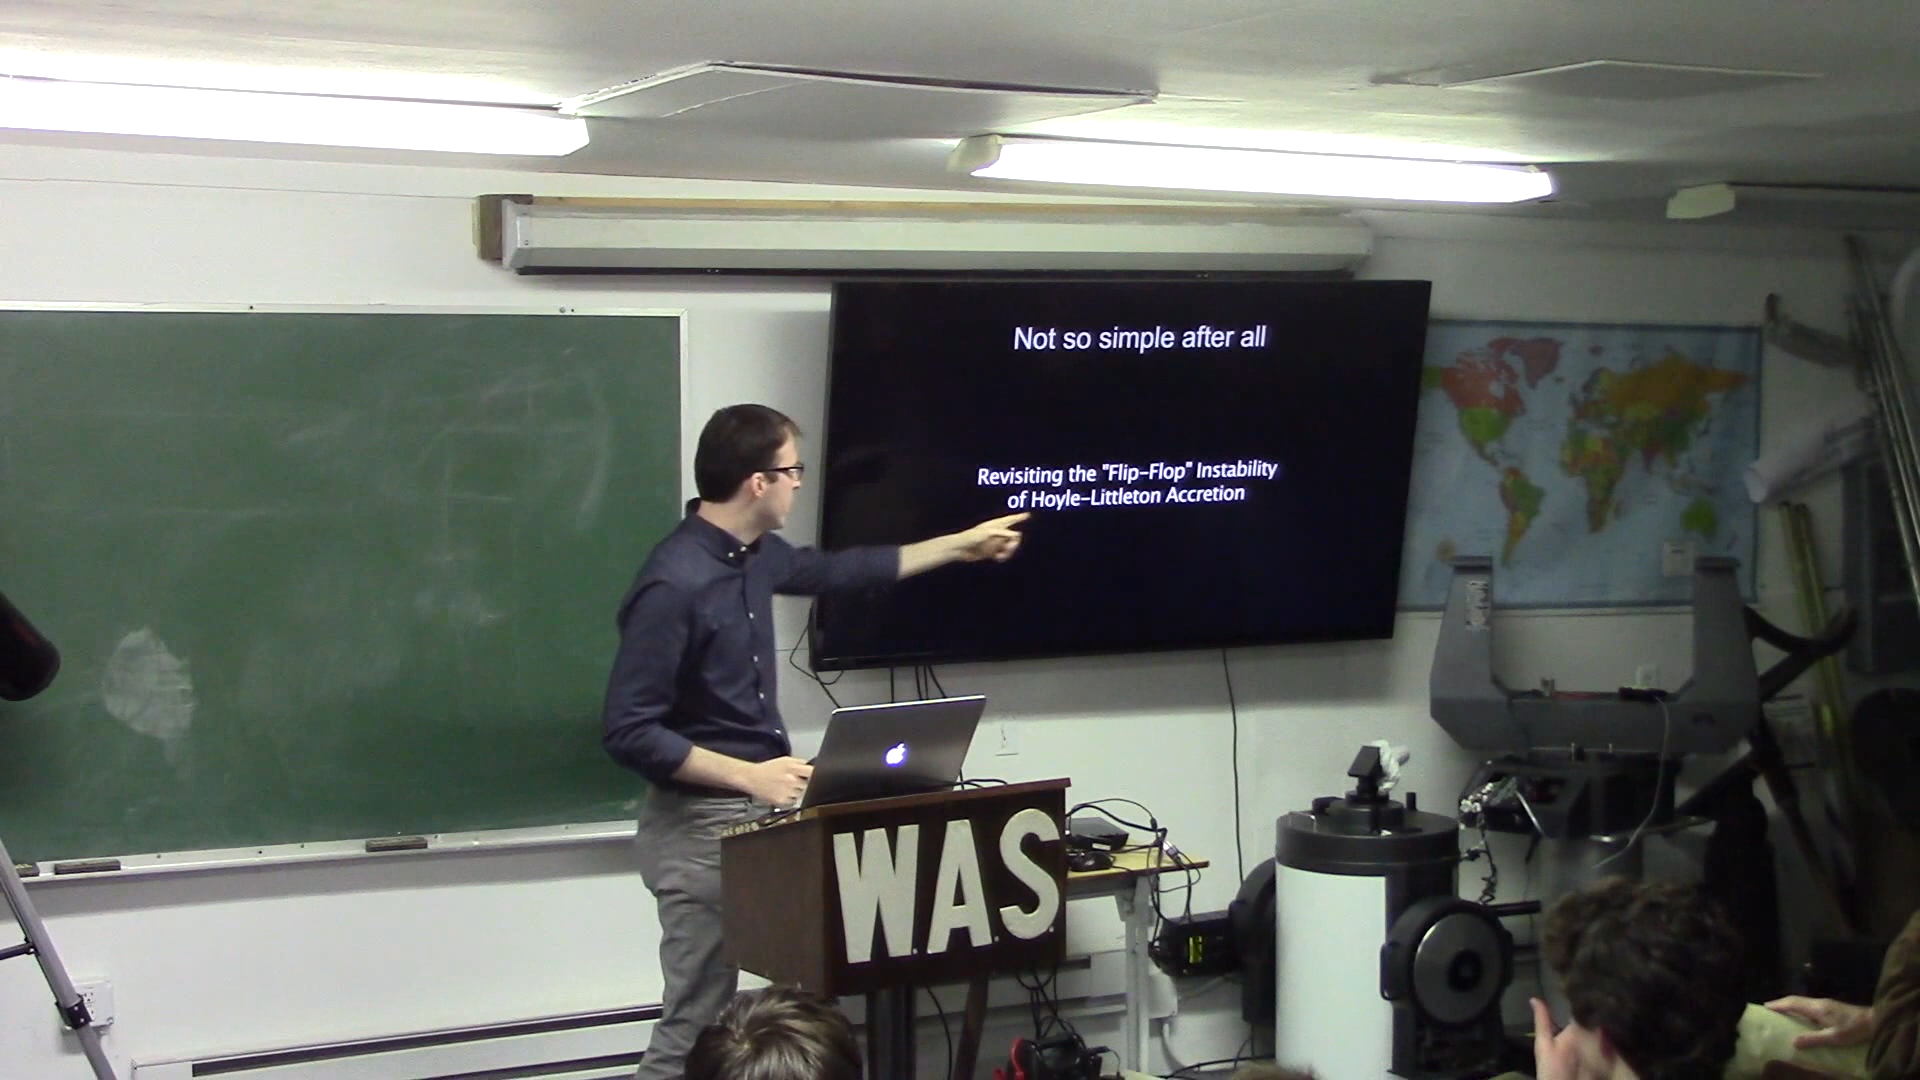 Not so simple after all
Revisiting the "Flip-Flop" Instability
of Hoyle-Littleton Accretion
W.A.S.